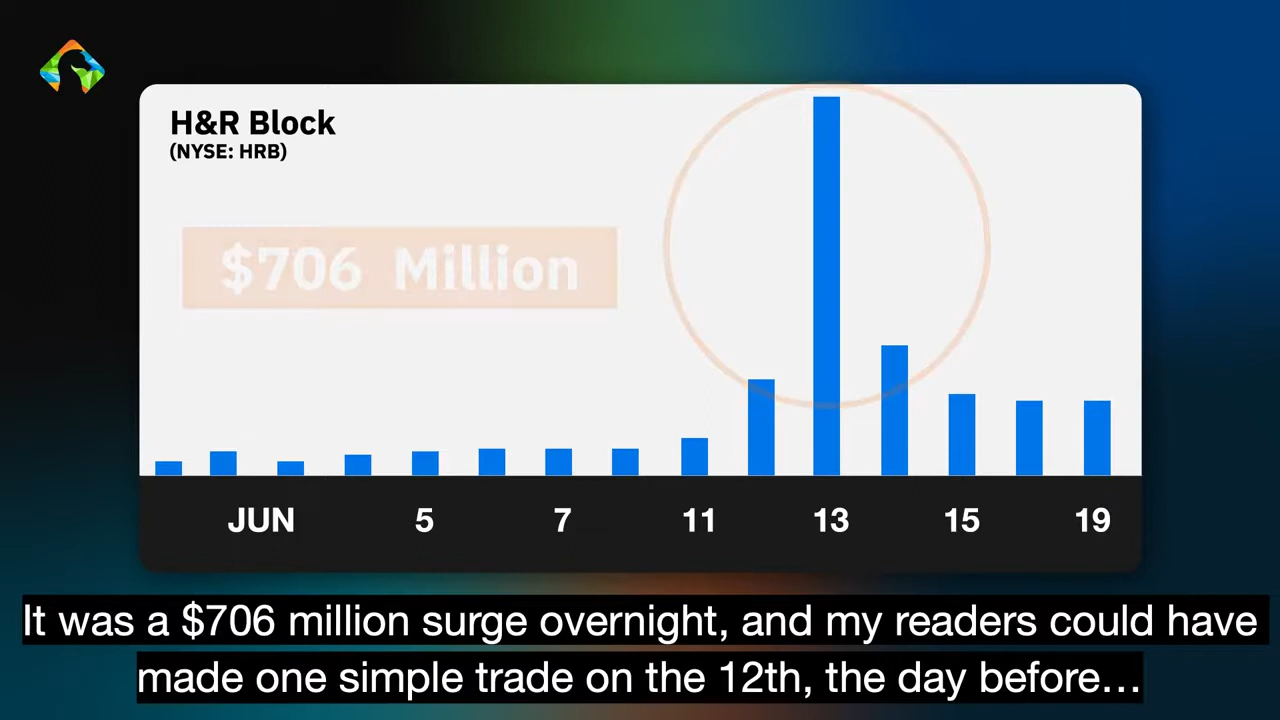 H&R Block
(NYSE: HRB)
$706 Million
JUN 5 7 11 13 15 19
It was a $706 million surge overnight, and my readers could have
made one simple trade on the 12th, the day before…